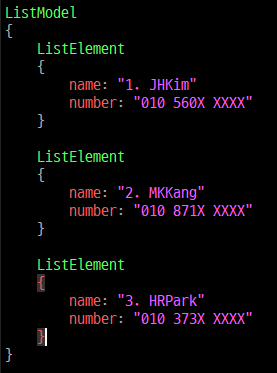 ListModel
{
    ListElement
    {
        name: "1. JHKim"
        number: "010 560X XXXX"
    }

    ListElement
    {
        name: "2. MKKang"
        number: "010 871X XXXX"
    }

    ListElement
    {
        name: "3. HRPark"
        number: "010 373X XXXX"
    }
}